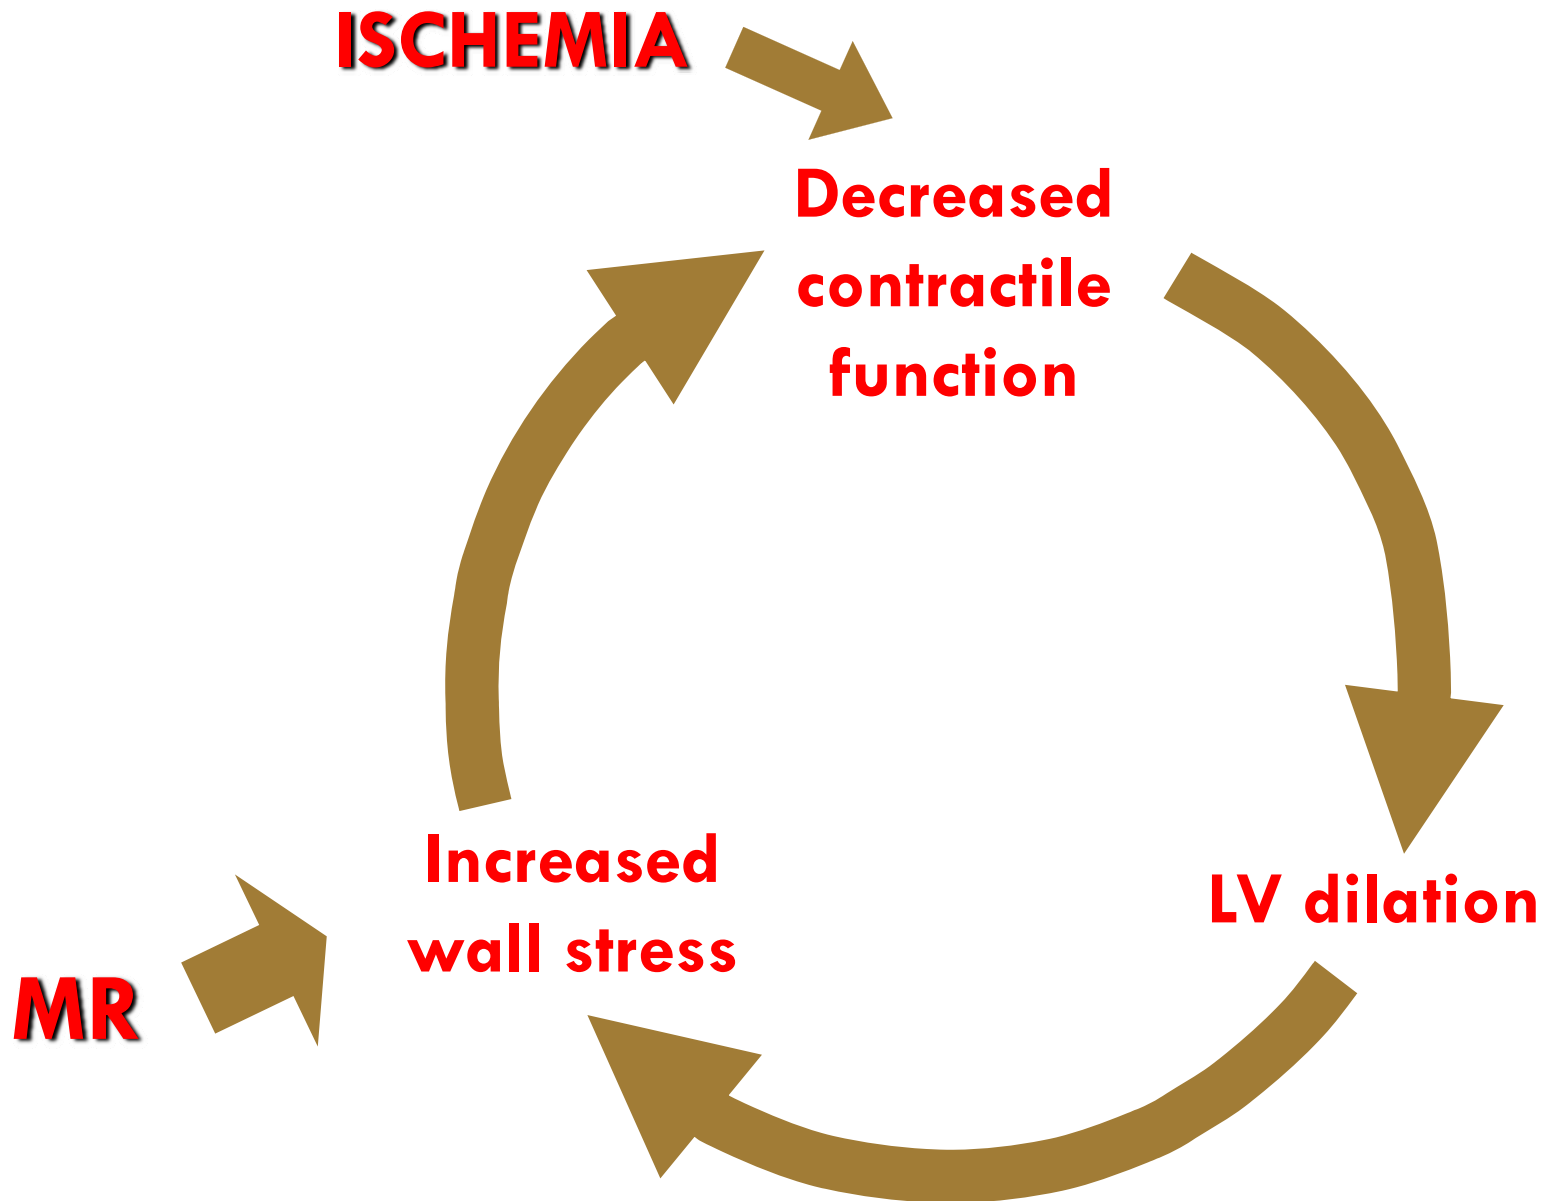 ISCHEMIA
Decreased
contractile
function
LV dilation
Increased
wall stress
MR